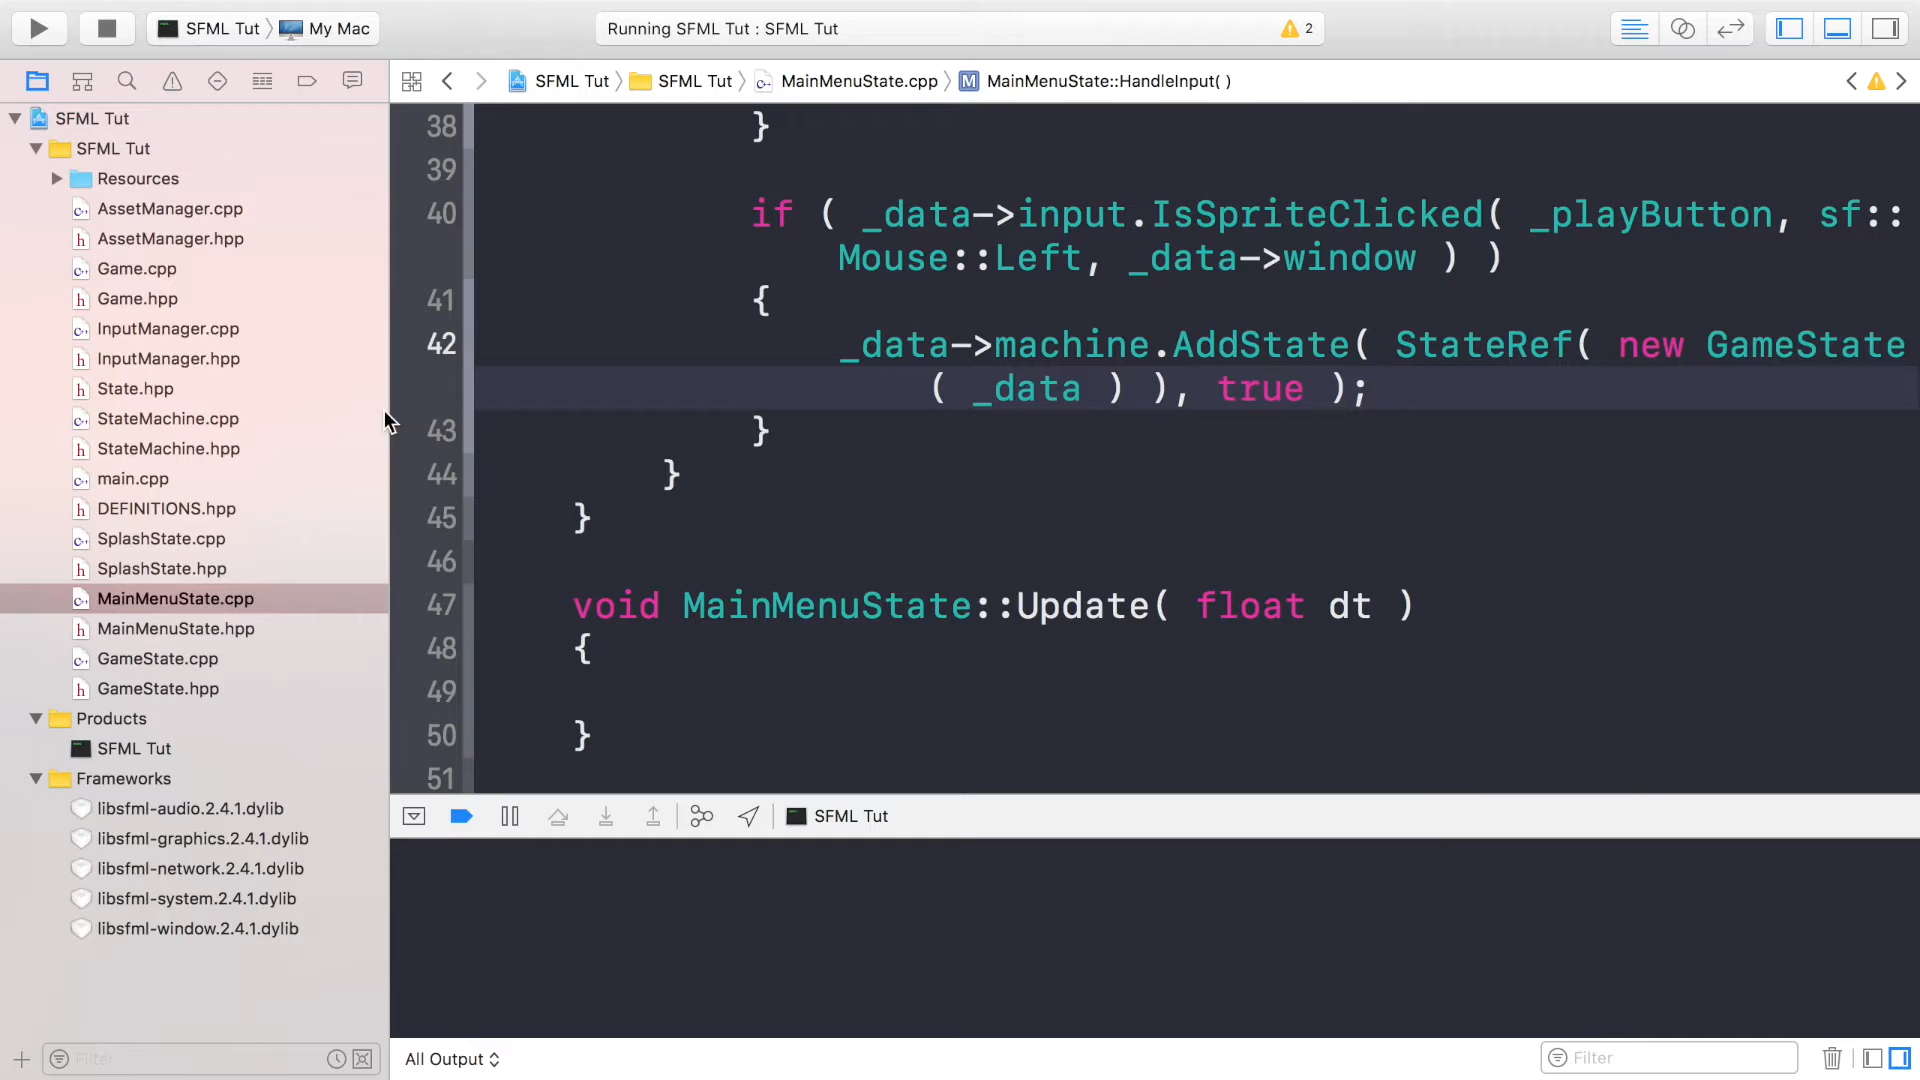 SFML Tut 〉 My Mac
Running SFML Tut : SFML Tut
2
SFML Tut 〉 SFML Tut 〉 MainMenuState.cpp 〉 M MainMenuState::HandleInput( )
SFML Tut
SFML Tut
Resources
AssetManager.cpp
AssetManager.hpp
Game.cpp
Game.hpp
InputManager.cpp
InputManager.hpp
State.hpp
StateMachine.cpp
StateMachine.hpp
main.cpp
DEFINITIONS.hpp
SplashState.cpp
SplashState.hpp
MainMenuState.cpp
MainMenuState.hpp
GameState.cpp
GameState.hpp
Products
SFML Tut
Frameworks
libsfml-audio.2.4.1.dylib
libsfml-graphics.2.4.1.dylib
libsfml-network.2.4.1.dylib
libsfml-system.2.4.1.dylib
libsfml-window.2.4.1.dylib
Filter
38 }
39
40 if ( _data->input.IsSpriteClicked( _playButton, sf::
Mouse::Left, _data->window ) )
41 {
42 _data->machine.AddState( StateRef( new GameState
( _data ) ), true );
43 }
44 }
45 }
46
47 void MainMenuState::Update( float dt )
48 {
49
50 }
51
SFML Tut
All Output
Filter